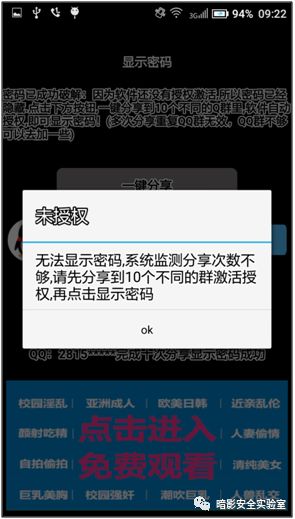 94% 09:22
显示密码
密码已成功破解：因为软件还没有授权激活,所以密码已经
隐藏.点击下方按钮,一键分享到10个不同的Q群里,软件自动
授权,即可显示密码！(多次分享重复QQ群无效，QQ群不够
可以去加一些)
一键分享
未授权
无法显示密码,系统监测分享次数不
够,请先分享到10个不同的群激活授
权,再点击显示密码
ok
QQ：2815*****完成十次分享显示密码成功
校园淫乱 亚洲成人 欧美日韩 近亲乱伦
颜射吃精 点击进入 人妻偷情
自拍偷拍 免费观看 清纯美女
巨乳美胸 校园强奸 潮吹巨 人兽乱交
暗影安全实验室